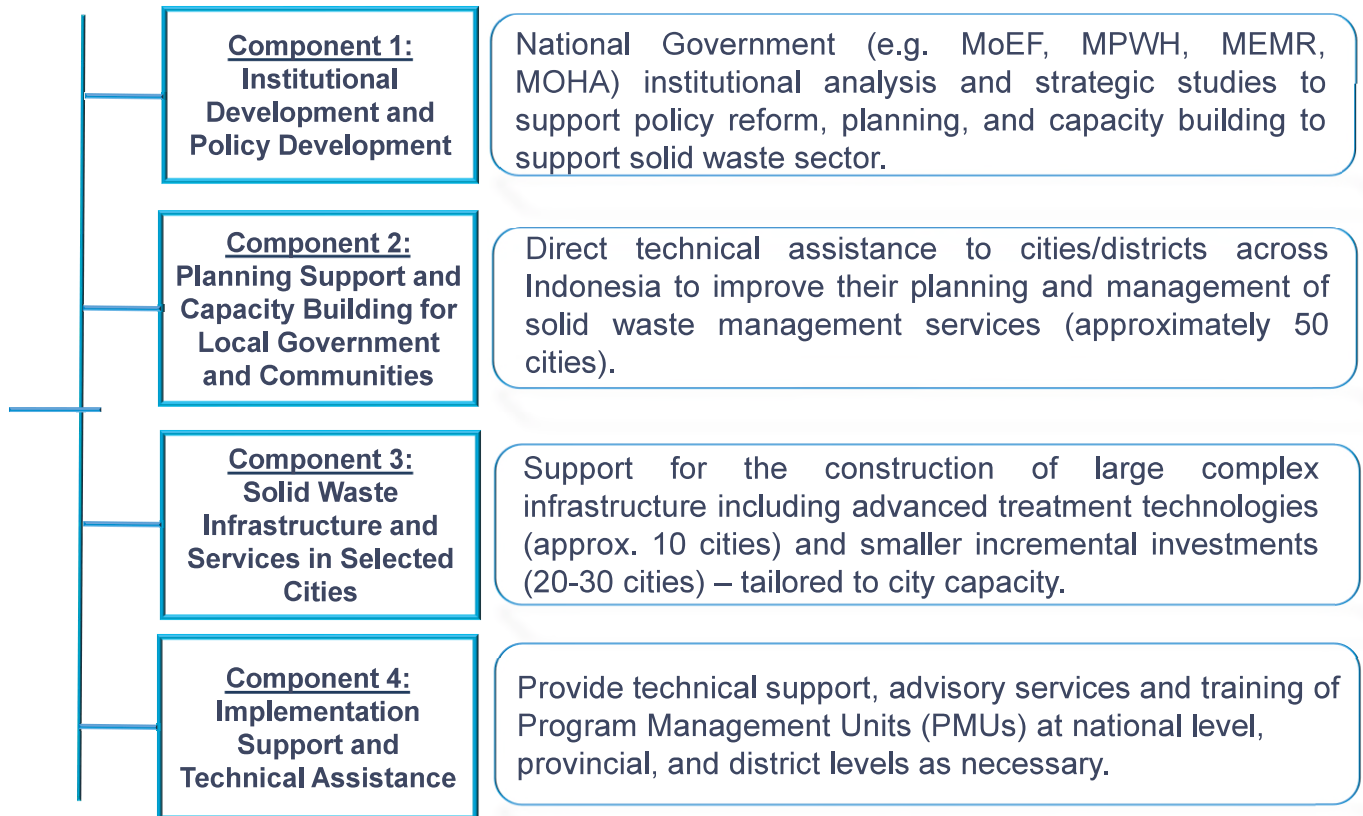 Component 1:
Institutional
Development and
Policy Development
National Government (e.g. MoEF, MPWH, MEMR,
MOHA) institutional analysis and strategic studies to
support policy reform, planning, and capacity building to
support solid waste sector.
Component 2:
Planning Support and
Capacity Building for
Local Government
and Communities
Direct technical assistance to cities/districts across
Indonesia to improve their planning and management of
solid waste management services (approximately 50
cities).
Component 3:
Solid Waste
Infrastructure and
Services in Selected
Cities
Support for the construction of large complex
infrastructure including advanced treatment technologies
(approx. 10 cities) and smaller incremental investments
(20-30 cities) – tailored to city capacity.
Component 4:
Implementation
Support and
Technical Assistance
Provide technical support, advisory services and training of
Program Management Units (PMUs) at national level,
provincial, and district levels as necessary.